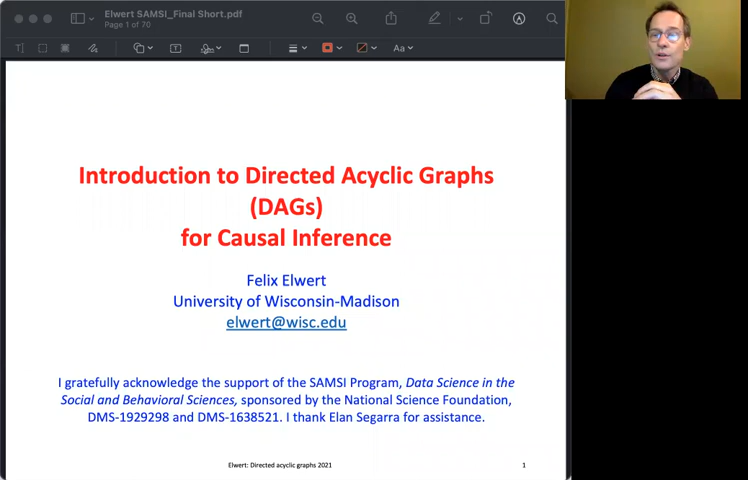 Elwert SAMSI_Final Short.pdf
Page 1 of 70
Aa
Introduction to Directed Acyclic Graphs
(DAGs)
for Causal Inference
Felix Elwert
University of Wisconsin-Madison
elwert@wisc.edu
I gratefully acknowledge the support of the SAMSI Program, Data Science in the
Social and Behavioral Sciences, sponsored by the National Science Foundation,
DMS-1929298 and DMS-1638521. I thank Elan Segarra for assistance.
Elwert: Directed acyclic graphs 2021
1